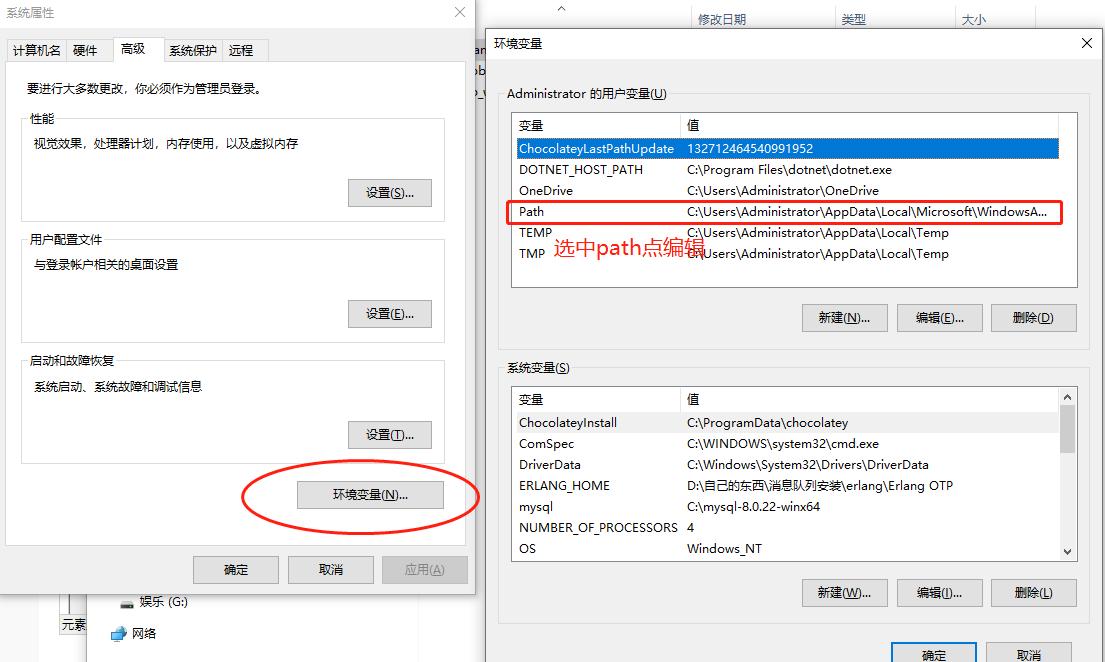 系统属性
计算机名 硬件 高级 系统保护 远程
要进行大多数更改，你必须作为管理员登录。
性能
视觉效果，处理器计划，内存使用，以及虚拟内存
设置(S)...
用户配置文件
与登录帐户相关的桌面设置
设置(E)...
启动和故障恢复
系统启动、系统故障和调试信息
设置(T)...
环境变量(N)...
确定 取消 应用(A)
元素
娱乐 (G:)
网络
修改日期 类型 大小
环境变量
Administrator 的用户变量(U)
变量 值
ChocolateyLastPathUpdate 132712464540991952
DOTNET_HOST_PATH C:\Program Files\dotnet\dotnet.exe
OneDrive C:\Users\Administrator\OneDrive
Path C:\Users\Administrator\AppData\Local\Microsoft\WindowsA...
TEMP C:\Users\Administrator\AppData\Local\Temp
TMP C:\Users\Administrator\AppData\Local\Temp
选中path点编辑
新建(N)... 编辑(E)... 删除(D)
系统变量(S)
变量 值
ChocolateyInstall C:\ProgramData\chocolatey
ComSpec C:\WINDOWS\system32\cmd.exe
DriverData C:\Windows\System32\Drivers\DriverData
ERLANG_HOME D:\自己的东西\消息队列安装\erlang\Erlang OTP
mysql C:\mysql-8.0.22-winx64
NUMBER_OF_PROCESSORS 4
OS Windows_NT
新建(W)... 编辑(I)... 删除(L)
确定 取消